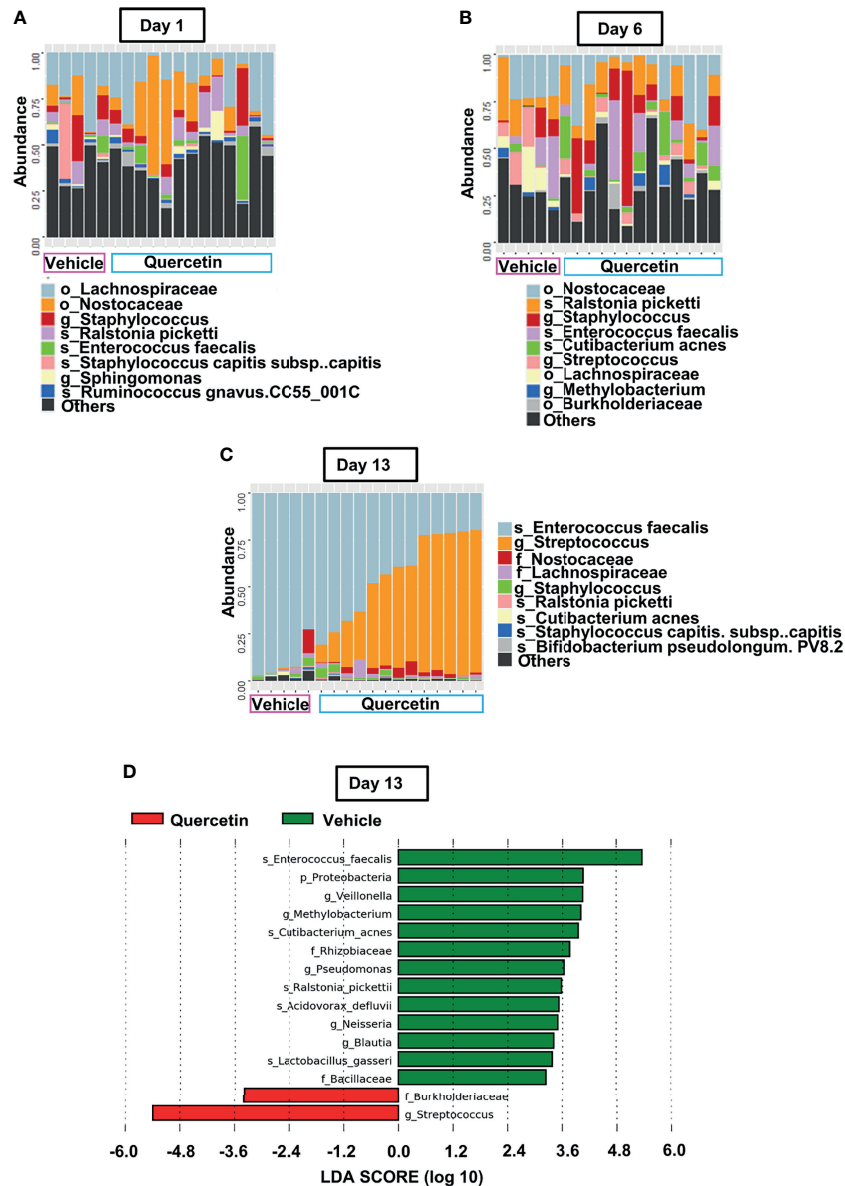 A
Day 1
Abundance
1.00
0.75
0.50
0.25
0.00
Vehicle
Quercetin
o_Lachnospiraceae
o_Nostocaceae
g_Staphylococcus
s_Ralstonia picketti
s_Enterococcus faecalis
s_Staphylococcus capitis subsp..capitis
g_Sphingomonas
s_Ruminococcus gnavus.CC55_001C
Others
B
Day 6
Abundance
1.00
0.75
0.50
0.25
0.00
Vehicle
Quercetin
o_Nostocaceae
s_Ralstonia picketti
g_Staphylococcus
s_Enterococcus faecalis
s_Cutibacterium acnes
g_Streptococcus
o_Lachnospiraceae
g_Methylobacterium
o_Burkholderiaceae
Others
C
Day 13
Abundance
1.00
0.75
0.50
0.25
0.00
Vehicle
Quercetin
s_Enterococcus faecalis
g_Streptococcus
f_Nostocaceae
f_Lachnospiraceae
g_Staphylococcus
s_Ralstonia picketti
s_Cutibacterium acnes
s_Staphylococcus capitis. subsp..capitis
s_Bifidobacterium pseudolongum. PV8.2
Others
D
Day 13
Quercetin
Vehicle
s_Enterococcus_faecalis
p_Proteobacteria
g_Veillonella
g_Methylobacterium
s_Cutibacterium_acnes
f_Rhizobiaceae
g_Pseudomonas
s_Ralstonia_pickettii
s_Acidovorax_defluvii
g_Neisseria
g_Blautia
s_Lactobacillus_gasseri
f_Bacillaceae
f_Burkholderiaceae
g_Streptococcus
-6.0 -4.8 -3.6 -2.4 -1.2 0.0 1.2 2.4 3.6 4.8 6.0
LDA SCORE (log 10)